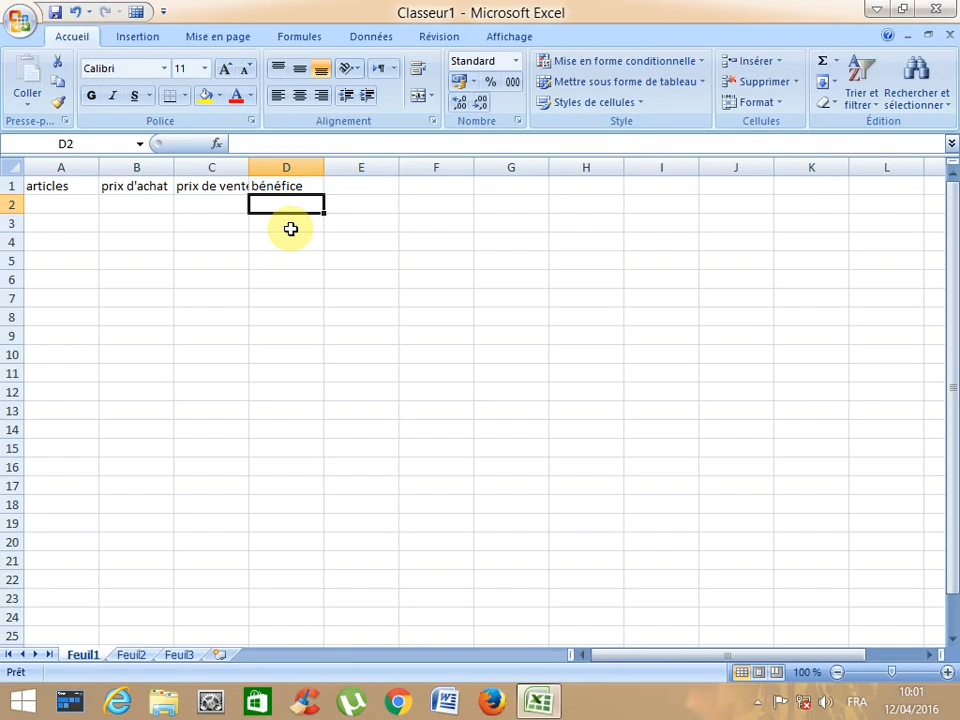 Classeur1 - Microsoft Excel
Accueil Insertion Mise en page Formules Données Révision Affichage
Coller
Calibri 11
G I S
Standard
% 000
Mise en forme conditionnelle
Mettre sous forme de tableau
Styles de cellules
Insérer
Supprimer
Format
Σ
Trier et filtrer
Rechercher et sélectionner
Presse-p... Police Alignement Nombre Style Cellules Édition
D2 fx
A B C D E F G H I J K L
1 articles prix d'achat prix de vente bénéfice
2
3
4
5
6
7
8
9
10
11
12
13
14
15
16
17
18
19
20
21
22
23
24
25
Feuil1 Feuil2 Feuil3
Prêt 100 %
FRA 10:01
12/04/2016